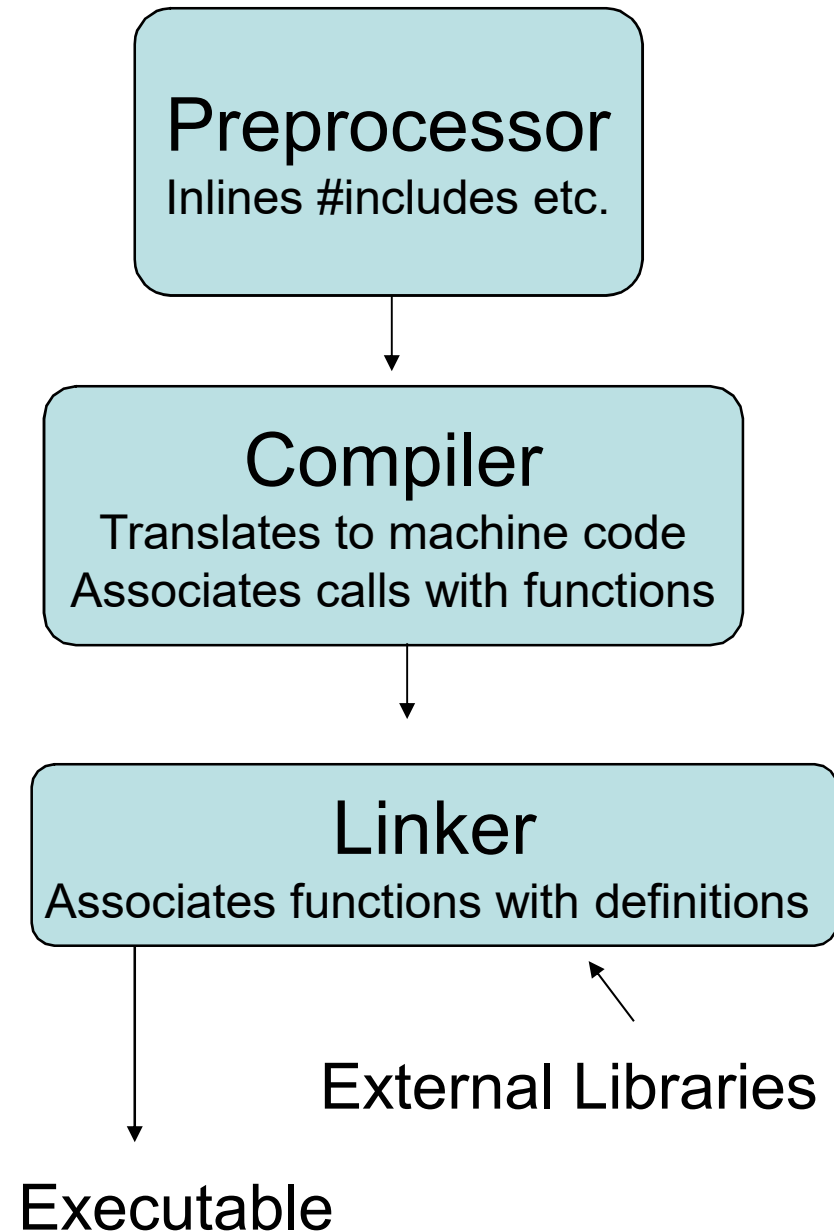 Preprocessor
Inlines #includes etc.
Compiler
Translates to machine code
Associates calls with functions
Linker
Associates functions with definitions
External Libraries
Executable